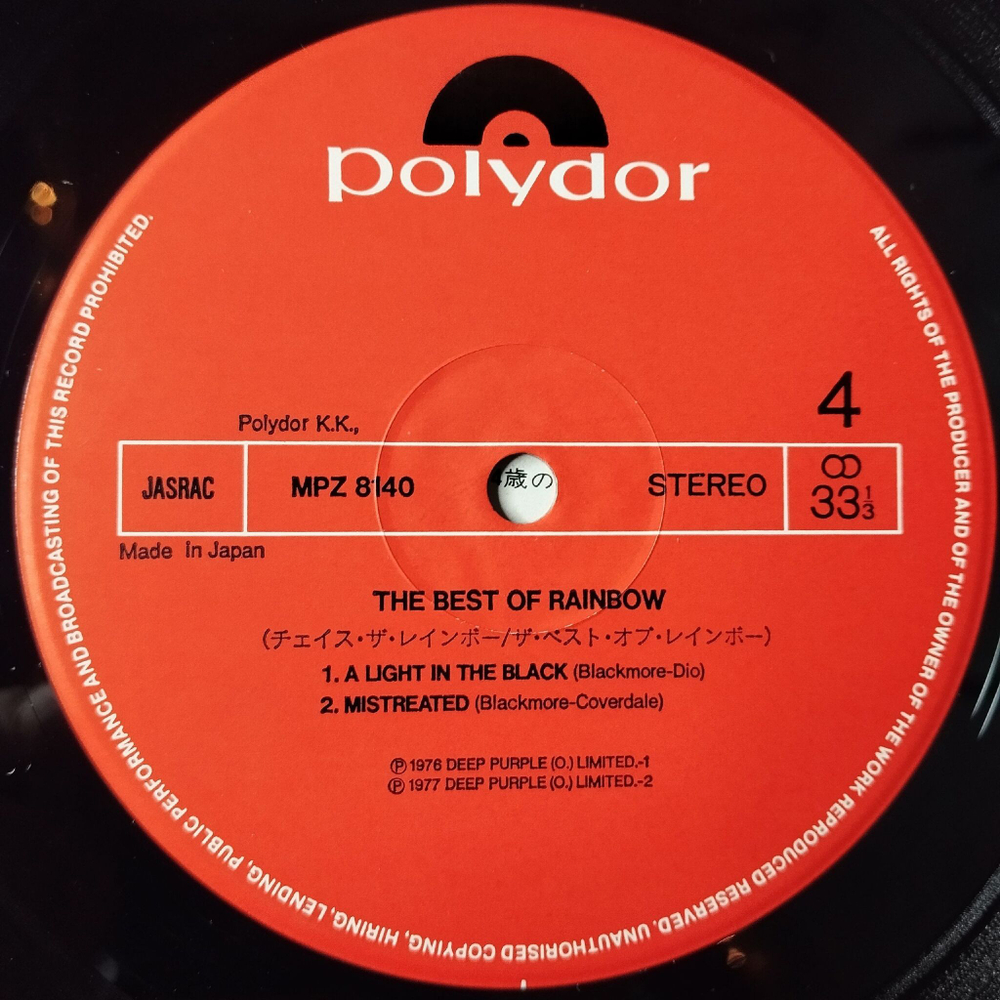 polydor
ALL RIGHTS OF THE PRODUCER AND OF THE OWNER OF THE WORK REPRODUCED RESERVED. UNAUTHORISED COPYING, HIRING, LENDING, PUBLIC PERFORMANCE AND BROADCASTING OF THIS RECORD PROHIBITED.
4
Polydor K.K.,
JASRAC
MPZ 8140
歳の
STEREO
33 1/3
Made in Japan
THE BEST OF RAINBOW
(チェイス・ザ・レインボー/ザ・ベスト・オブ・レインボー)
1. A LIGHT IN THE BLACK (Blackmore-Dio)
2. MISTREATED (Blackmore-Coverdale)
Ⓟ 1976 DEEP PURPLE (O.) LIMITED.-1
Ⓟ 1977 DEEP PURPLE (O.) LIMITED.-2